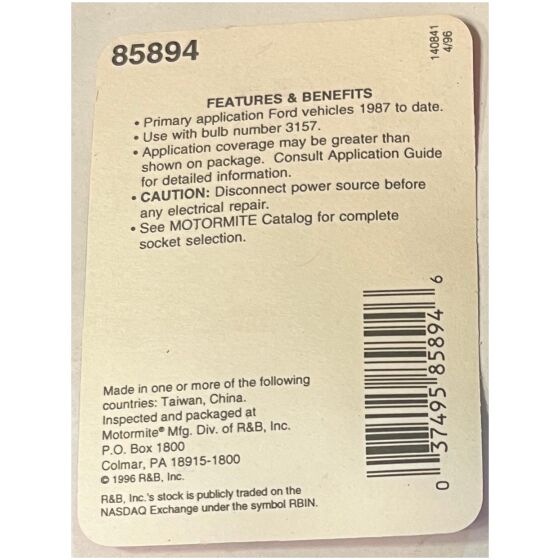 85894
140841
4/96
FEATURES & BENEFITS
• Primary application Ford vehicles 1987 to date.
• Use with bulb number 3157.
• Application coverage may be greater than
shown on package. Consult Application Guide
for detailed information.
• CAUTION: Disconnect power source before
any electrical repair.
• See MOTORMITE Catalog for complete
socket selection.
Made in one or more of the following
countries: Taiwan, China.
Inspected and packaged at
Motormite® Mfg. Div. of R&B, Inc.
P.O. Box 1800
Colmar, PA 18915-1800
© 1996 R&B, Inc.
R&B, Inc.'s stock is publicly traded on the
NASDAQ Exchange under the symbol RBIN.
0 37495 85894 6